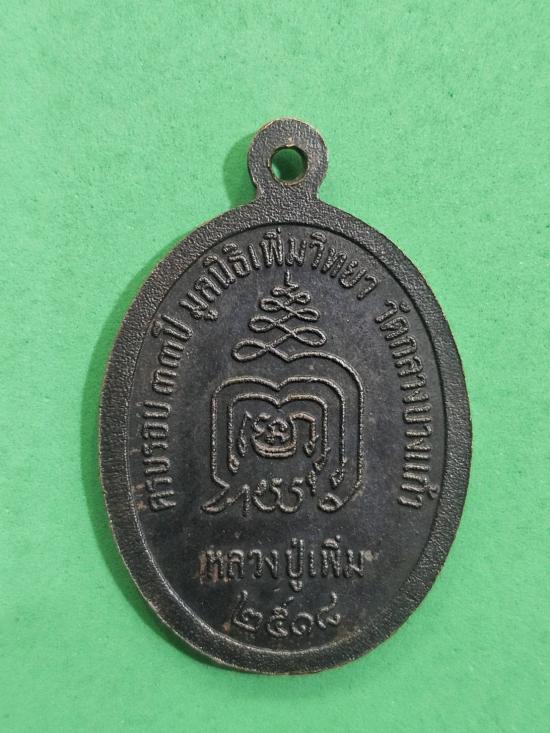 ครบรอบ ๓๓ปี มูลนิธิเพิ่มวิทยา วัดกลางบางแก้ว
หลวงปู่เพิ่ม
๒๕๑๘